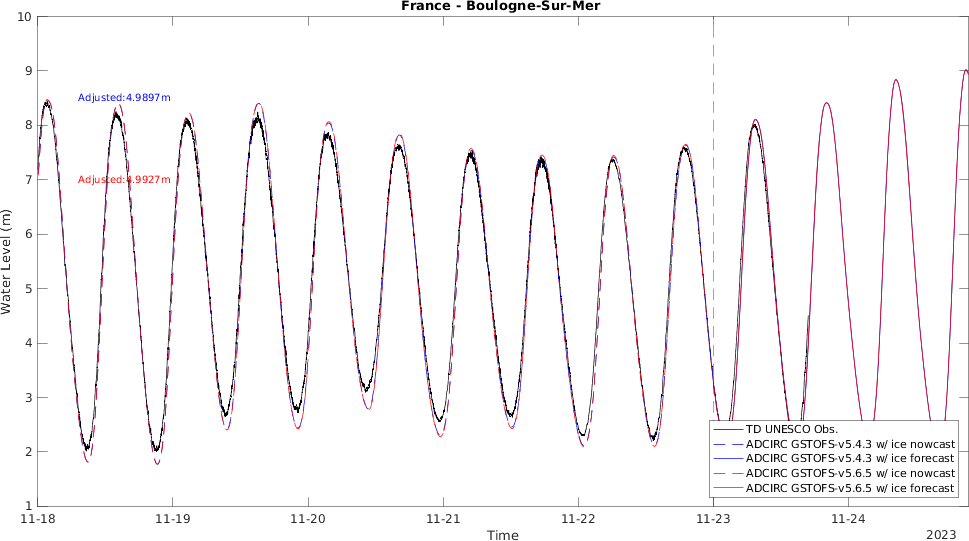 France - Boulogne-Sur-Mer
10
9
8
7
6
5
4
3
2
1
Water Level (m)
Adjusted:4.9897m
Adjusted:4.9927m
TD UNESCO Obs.
ADCIRC GSTOFS-v5.4.3 w/ ice nowcast
ADCIRC GSTOFS-v5.4.3 w/ ice forecast
ADCIRC GSTOFS-v5.6.5 w/ ice nowcast
ADCIRC GSTOFS-v5.6.5 w/ ice forecast
11-18 11-19 11-20 11-21 11-22 11-23 11-24
Time
2023